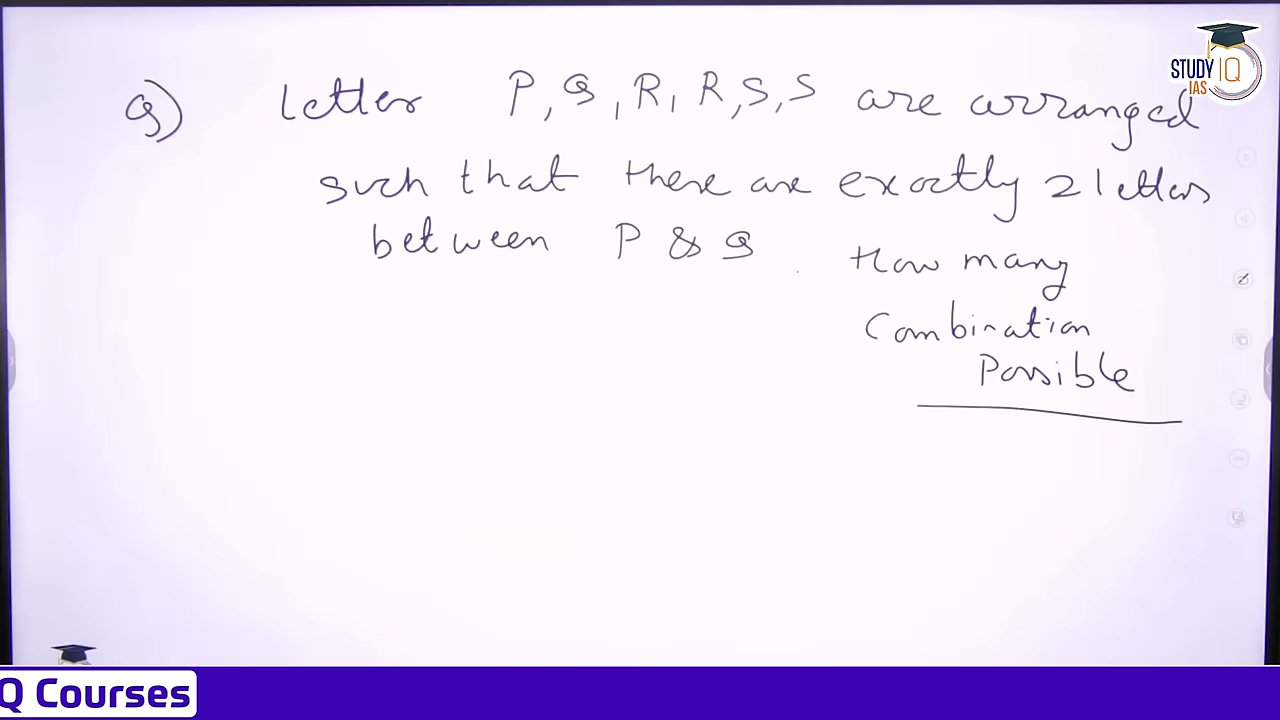 Q) Letter P, Q, R, R, S, S are arranged
such that there are exactly 2 letters
between P & Q . How many
Combination
Possible
STUDY IQ
IAS
Q Courses